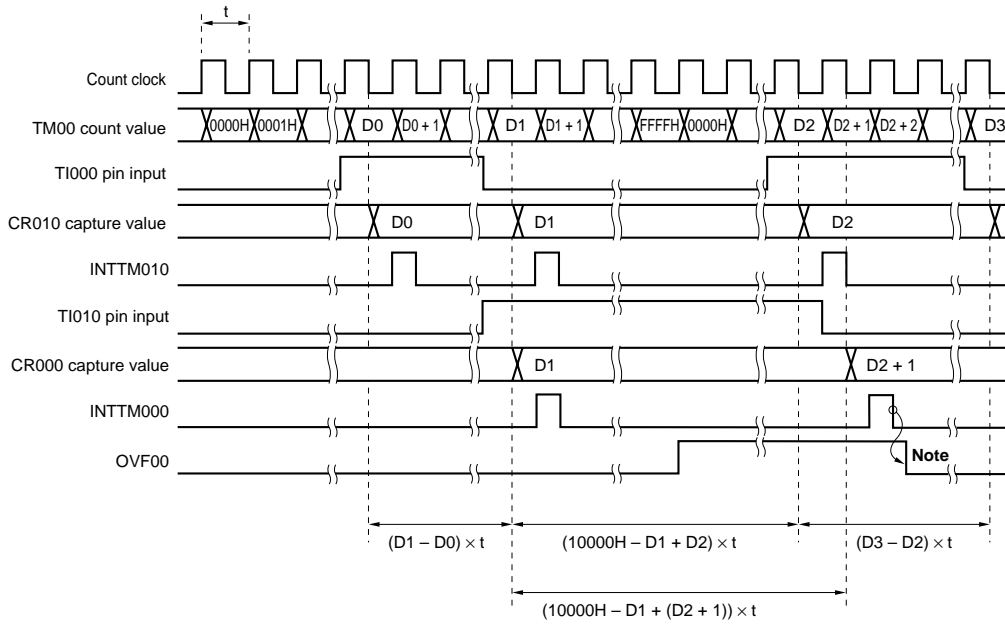 t
Count clock
TM00 count value 0000H 0001H D0 D0 + 1 D1 D1 + 1 FFFFH 0000H D2 D2 + 1 D2 + 2 D3
TI000 pin input
CR010 capture value D0 D1 D2
INTTM010
TI010 pin input
CR000 capture value D1 D2 + 1
INTTM000
OVF00 Note
(D1 – D0) × t (10000H – D1 + D2) × t (D3 – D2) × t
(10000H – D1 + (D2 + 1)) × t